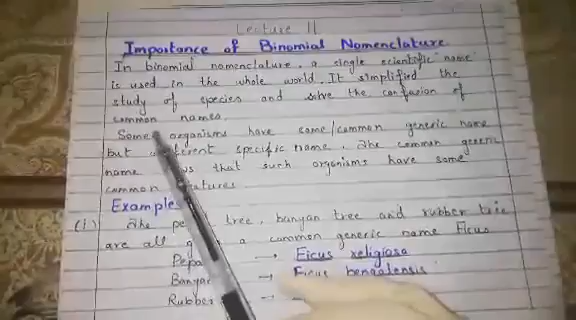 Lecture 11
Importance of Binomial Nomenclature
In binomial nomenclature, a single scientific name
is used in the whole world. It simplified the
study of species and solve the confusion of
common names.
Some organisms have same/common generic name
but different specific name. The common generic
name that such organisms have some
common features
Example
(i) The tree, banyan tree and rubber tree
are all a common generic name Ficus
→ Ficus religiosa
Banyan → Ficus bengalensis
Rubber →